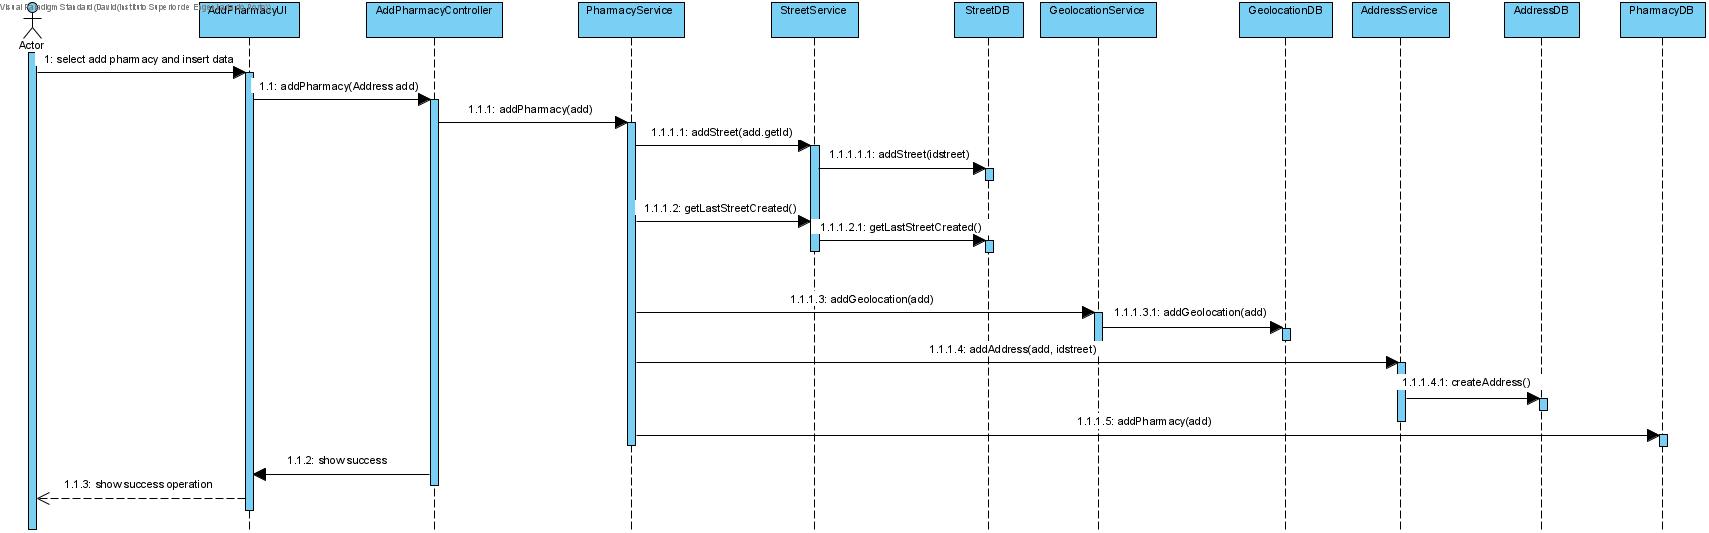 Visual Paradigm Standard (David(Instituto Superior de Engenharia do Porto))
AddPharmacyUI
AddPharmacyController
PharmacyService
StreetService
StreetDB
GeolocationService
GeolocationDB
AddressService
AddressDB
PharmacyDB
Actor
1: select add pharmacy and insert data
1.1: addPharmacy(Address add)
1.1.1: addPharmacy(add)
1.1.1.1: addStreet(add.getId)
1.1.1.1.1: addStreet(idstreet)
1.1.1.2: getLastStreetCreated()
1.1.1.2.1: getLastStreetCreated()
1.1.1.3: addGeolocation(add)
1.1.1.3.1: addGeolocation(add)
1.1.1.4: addAddress(add, idstreet)
1.1.1.4.1: createAddress()
1.1.1.5: addPharmacy(add)
1.1.2: show success
1.1.3: show success operation